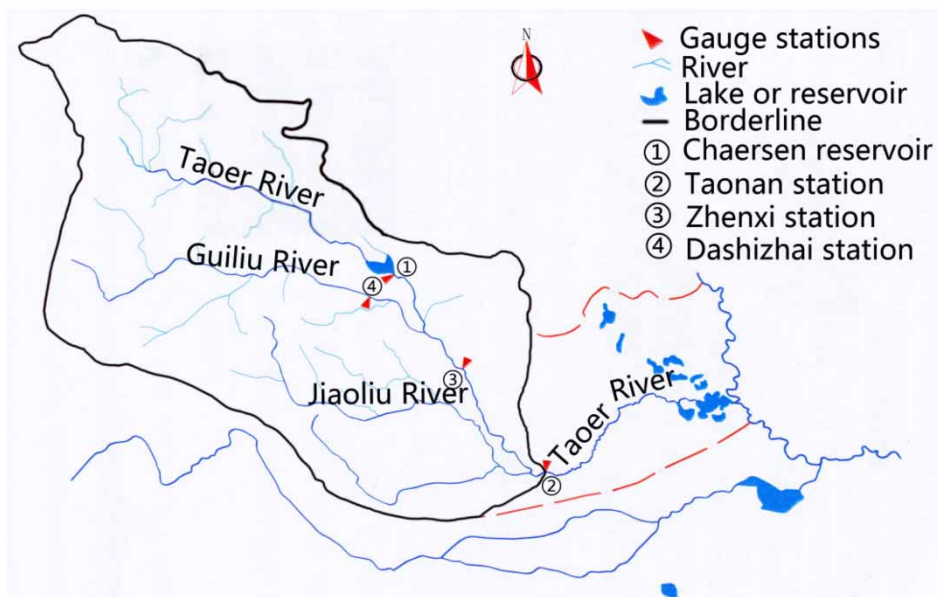 N
Gauge stations
River
Lake or reservoir
Borderline
① Chaersen reservoir
② Taonan station
③ Zhenxi station
④ Dashizhai station
Taoer River
Guiliu River
①
④
③
Jiaoliu River
Taoer River
②